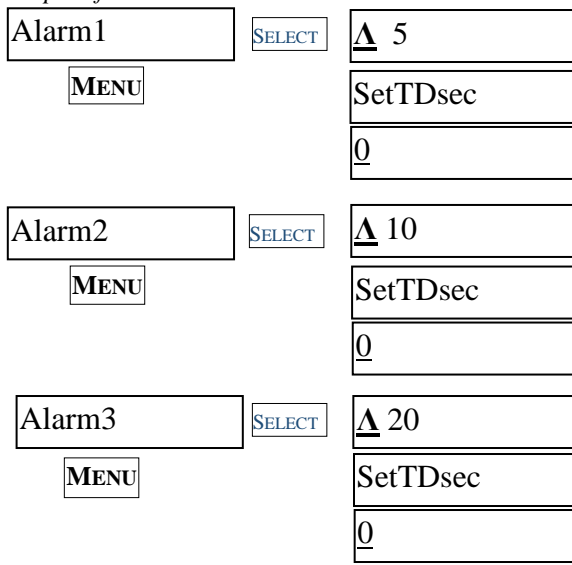 Alarm1 SELECT Λ 5
MENU SetTDsec
0
Alarm2 SELECT Λ 10
MENU SetTDsec
0
Alarm3 SELECT Λ 20
MENU SetTDsec
0